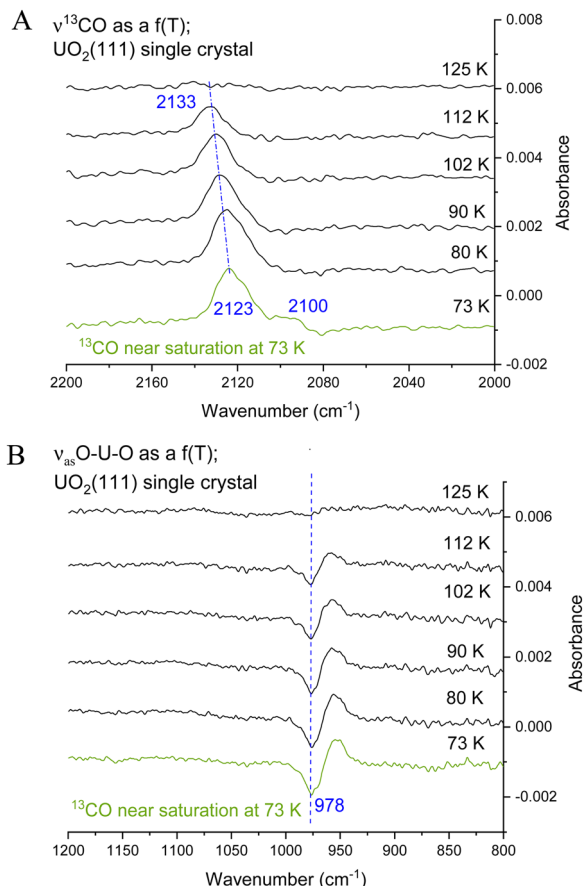 A
ν¹³CO as a f(T);
UO₂(111) single crystal
0.008
125 K
0.006
2133
112 K
102 K
0.004
Absorbance
90 K
0.002
80 K
2123
2100
73 K
0.000
¹³CO near saturation at 73 K
-0.002
2200 2160 2120 2080 2040 2000
Wavenumber (cm⁻¹)
B
νₐₛO-U-O as a f(T);
UO₂(111) single crystal
125 K
0.006
112 K
0.004
102 K
Absorbance
90 K
0.002
80 K
0.000
73 K
¹³CO near saturation at 73 K
978
-0.002
1200 1150 1100 1050 1000 950 900 850 800
Wavenumber (cm⁻¹)